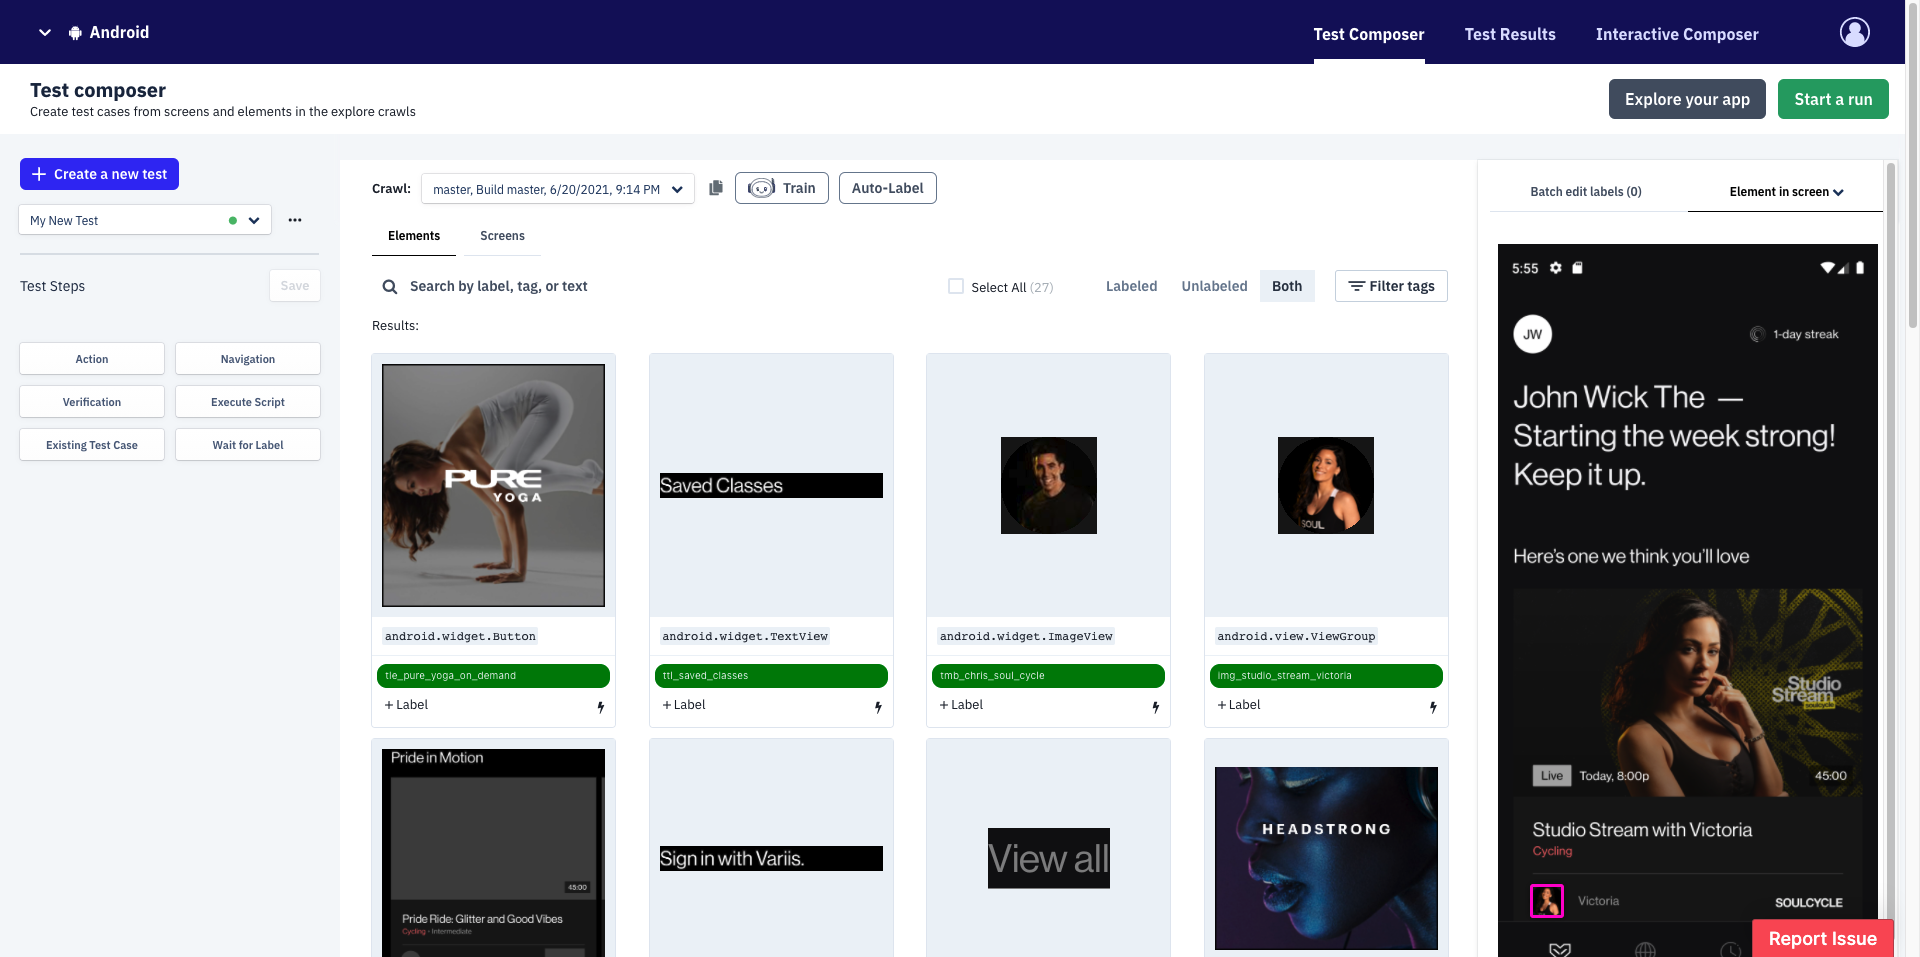 Android
Test Composer
Test Results
Interactive Composer
Test composer
Create test cases from screens and elements in the explore crawls
Explore your app
Start a run
+ Create a new test
My New Test
Test Steps
Save
Action
Navigation
Verification
Execute Script
Existing Test Case
Wait for Label
Crawl:
master, Build master, 6/20/2021, 9:14 PM
Train
Auto-Label
Elements
Screens
Search by label, tag, or text
Select All (27)
Labeled
Unlabeled
Both
Filter tags
Results:
PURE
YOGA
android.widget.Button
tle_pure_yoga_on_demand
+ Label
Saved Classes
android.widget.TextView
ttl_saved_classes
+ Label
android.widget.ImageView
tmb_chris_soul_cycle
+ Label
SOUL
android.view.ViewGroup
img_studio_stream_victoria
+ Label
Pride in Motion
45:00
Pride Ride: Glitter and Good Vibes
Cycling - Intermediate
Sign in with Variis.
View all
HEADSTRONG
Batch edit labels (0)
Element in screen
5:55
JW
1-day streak
John Wick The —
Starting the week strong!
Keep it up.
Here's one we think you'll love
Studio
Stream
soulcycle
Live
Today, 8:00p
45:00
Studio Stream with Victoria
Cycling
Victoria
SOULCYCLE
Report Issue